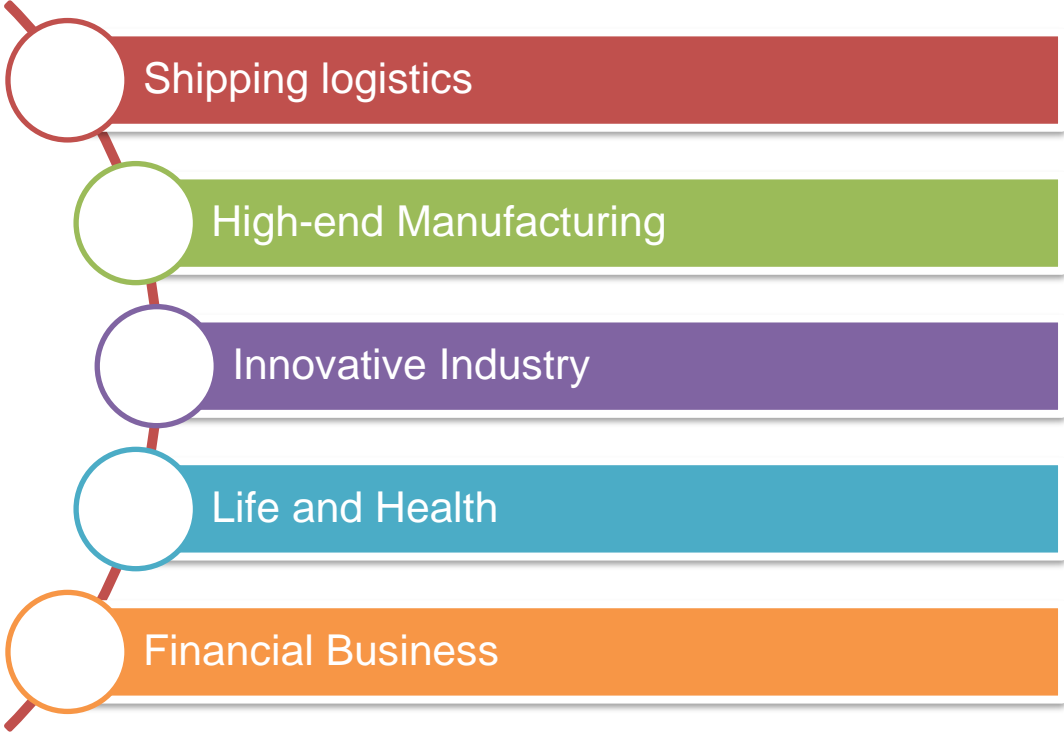 Shipping logistics
High-end Manufacturing
Innovative Industry
Life and Health
Financial Business